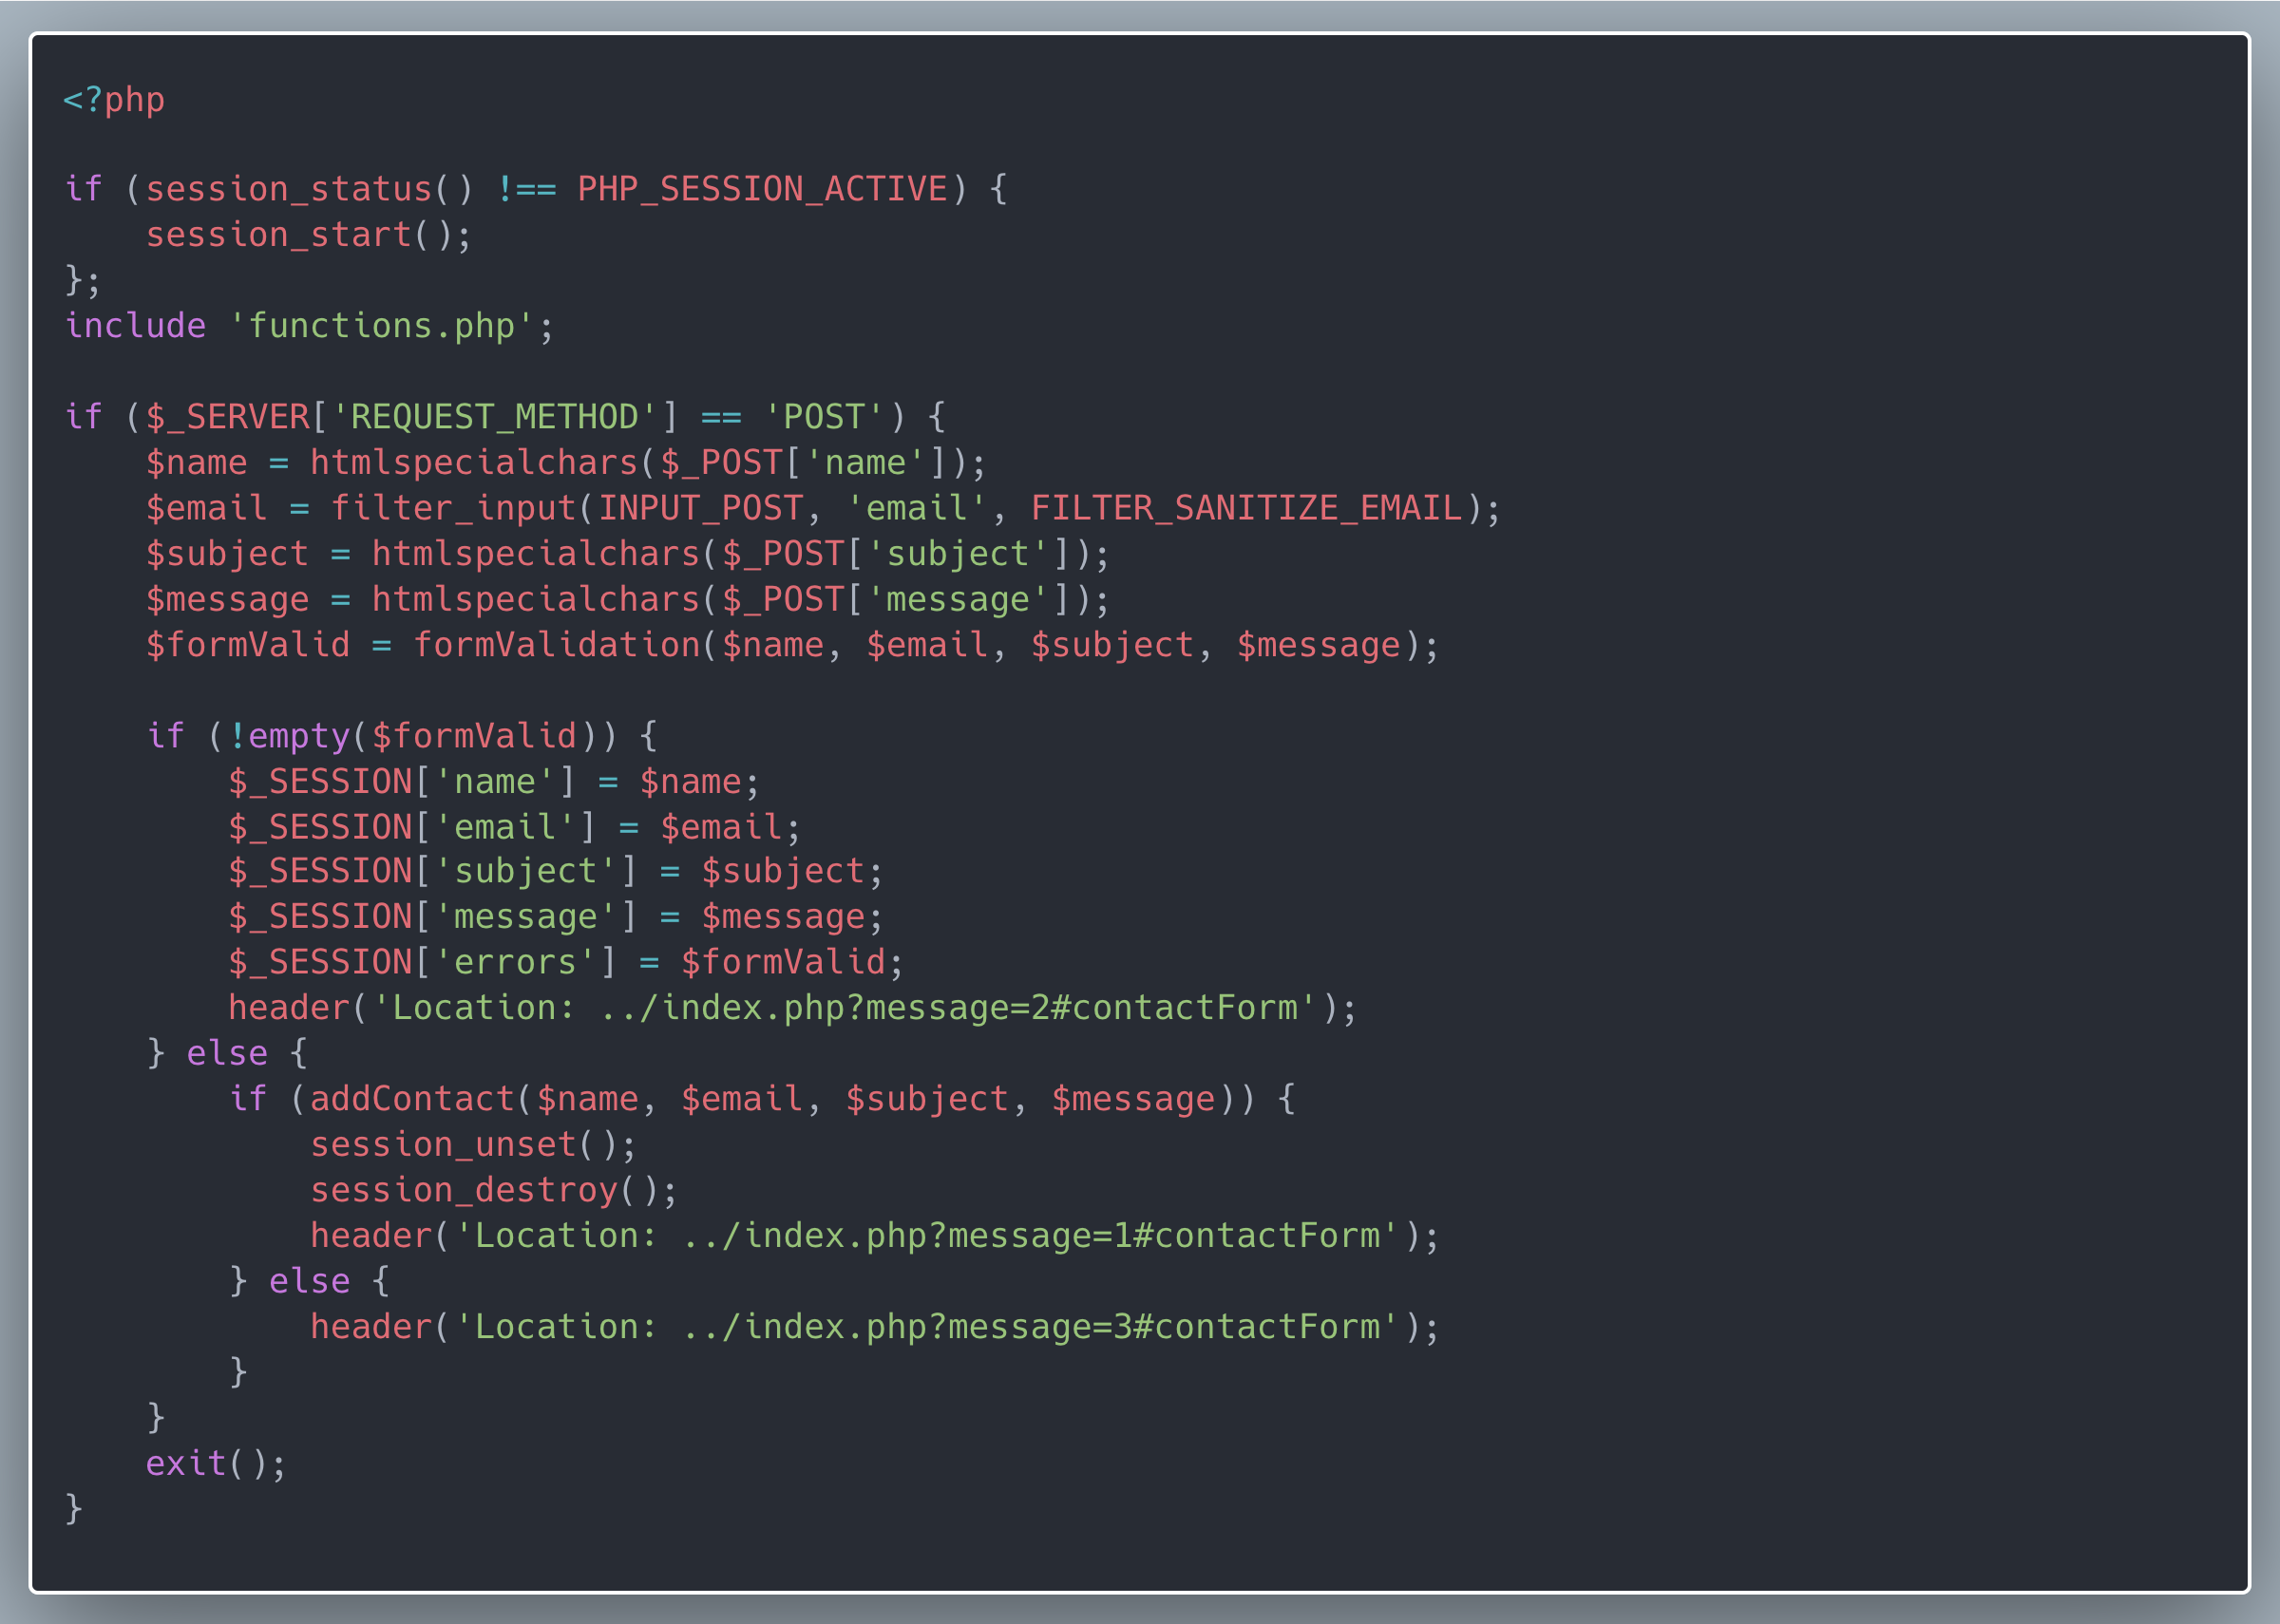 <?php

if (session_status() !== PHP_SESSION_ACTIVE) {
    session_start();
};
include 'functions.php';

if ($_SERVER['REQUEST_METHOD'] == 'POST') {
    $name = htmlspecialchars($_POST['name']);
    $email = filter_input(INPUT_POST, 'email', FILTER_SANITIZE_EMAIL);
    $subject = htmlspecialchars($_POST['subject']);
    $message = htmlspecialchars($_POST['message']);
    $formValid = formValidation($name, $email, $subject, $message);

    if (!empty($formValid)) {
        $_SESSION['name'] = $name;
        $_SESSION['email'] = $email;
        $_SESSION['subject'] = $subject;
        $_SESSION['message'] = $message;
        $_SESSION['errors'] = $formValid;
        header('Location: ../index.php?message=2#contactForm');
    } else {
        if (addContact($name, $email, $subject, $message)) {
            session_unset();
            session_destroy();
            header('Location: ../index.php?message=1#contactForm');
        } else {
            header('Location: ../index.php?message=3#contactForm');
        }
    }
    exit();
}